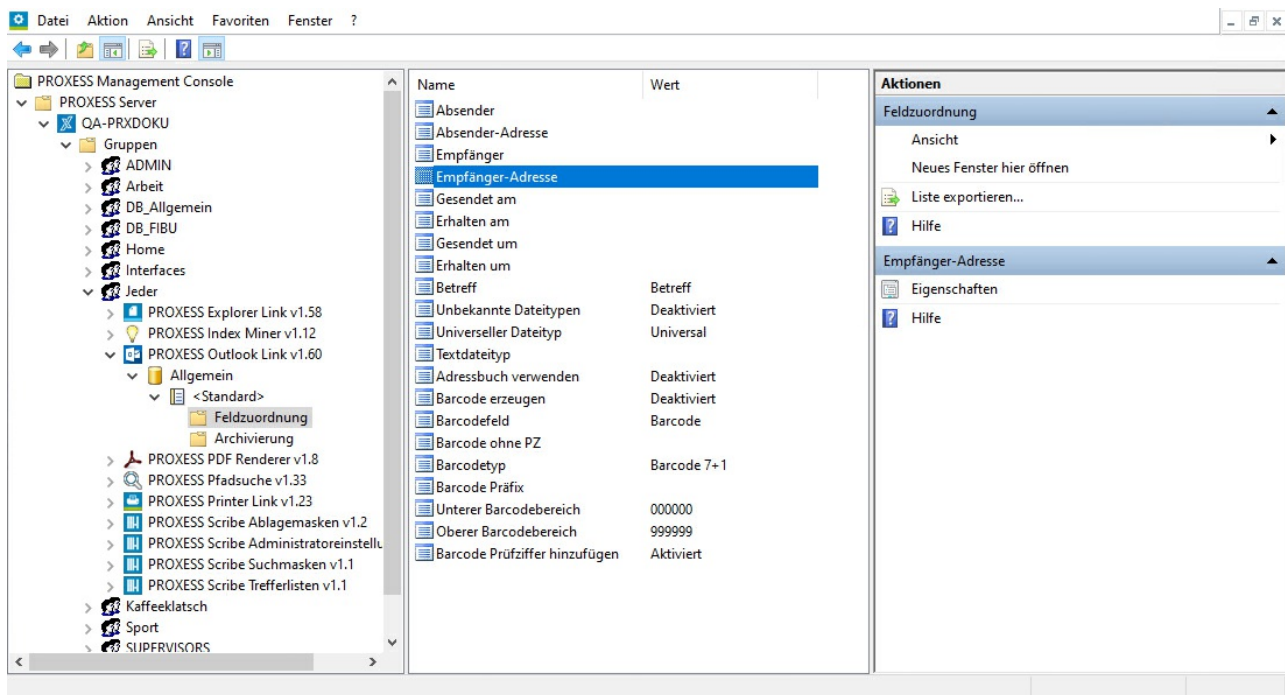 Datei Aktion Ansicht Favoriten Fenster ?
PROXESS Management Console
PROXESS Server
QA-PRXDOKU
Gruppen
ADMIN
Arbeit
DB_Allgemein
DB_FIBU
Home
Interfaces
Jeder
PROXESS Explorer Link v1.58
PROXESS Index Miner v1.12
PROXESS Outlook Link v1.60
Allgemein
<Standard>
Feldzuordnung
Archivierung
PROXESS PDF Renderer v1.8
PROXESS Pfadsuche v1.33
PROXESS Printer Link v1.23
PROXESS Scribe Ablagemasken v1.2
PROXESS Scribe Administratoreinstellu
PROXESS Scribe Suchmasken v1.1
PROXESS Scribe Trefferlisten v1.1
Kaffeeklatsch
Sport
SUPERVISORS
Name Wert
Absender
Absender-Adresse
Empfänger
Empfänger-Adresse
Gesendet am
Erhalten am
Gesendet um
Erhalten um
Betreff Betreff
Unbekannte Dateitypen Deaktiviert
Universeller Dateityp Universal
Textdateityp
Adressbuch verwenden Deaktiviert
Barcode erzeugen Deaktiviert
Barcodefeld Barcode
Barcode ohne PZ
Barcodetyp Barcode 7+1
Barcode Präfix
Unterer Barcodebereich 000000
Oberer Barcodebereich 999999
Barcode Prüfziffer hinzufügen Aktiviert
Aktionen
Feldzuordnung
Ansicht
Neues Fenster hier öffnen
Liste exportieren...
Hilfe
Empfänger-Adresse
Eigenschaften
Hilfe